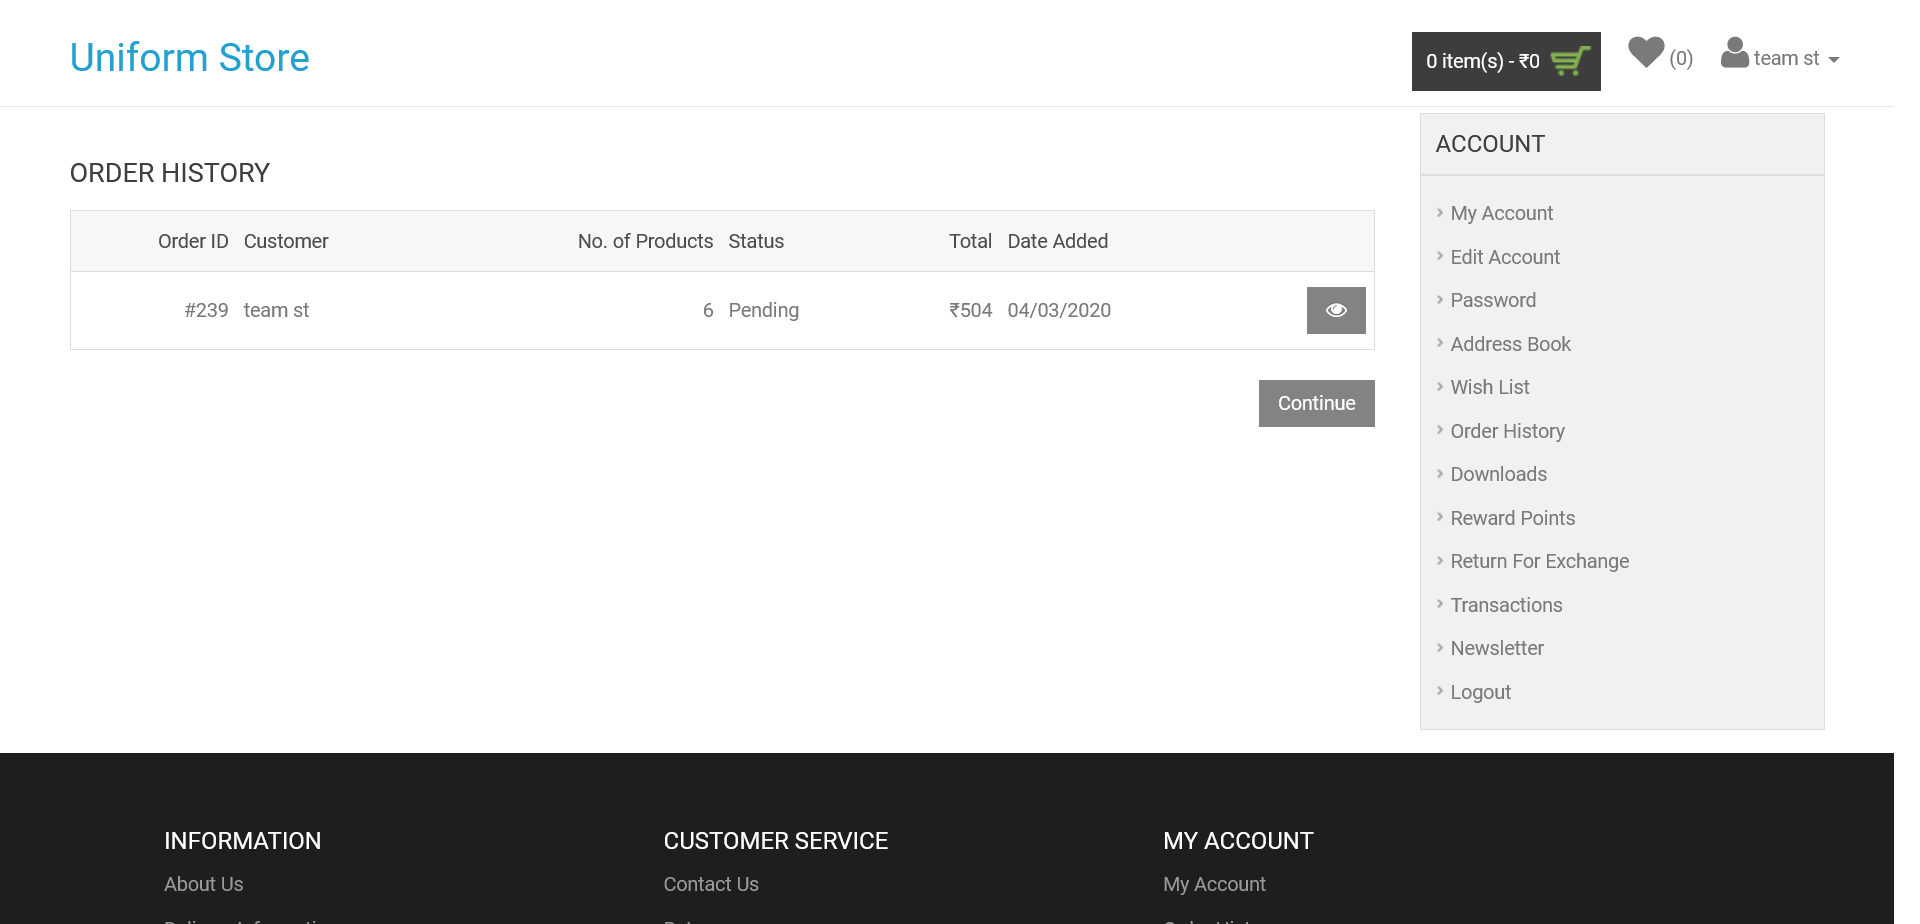 Uniform Store
0 item(s) - ₹0
(0)
team st
ORDER HISTORY
Order ID Customer No. of Products Status Total Date Added
#239 team st 6 Pending ₹504 04/03/2020
Continue
ACCOUNT
My Account
Edit Account
Password
Address Book
Wish List
Order History
Downloads
Reward Points
Return For Exchange
Transactions
Newsletter
Logout
INFORMATION
About Us
CUSTOMER SERVICE
Contact Us
MY ACCOUNT
My Account